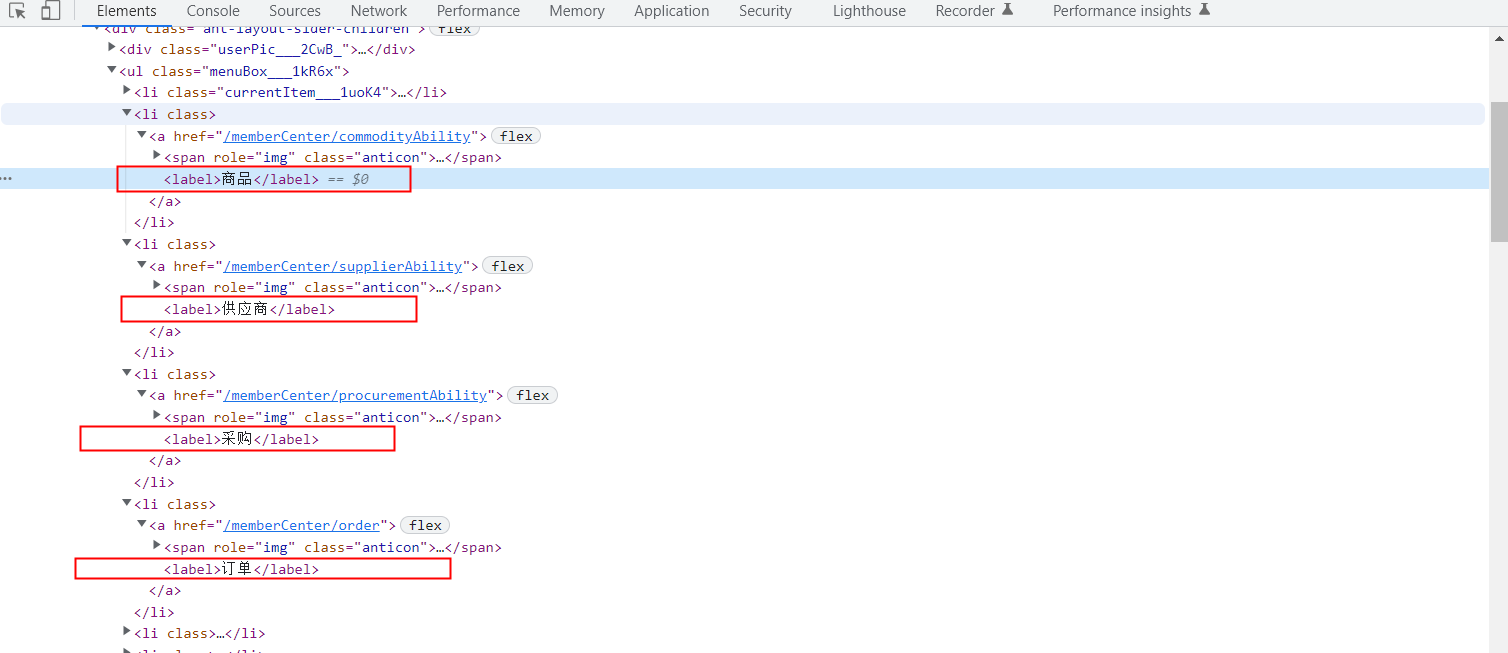 Elements Console Sources Network Performance Memory Application Security Lighthouse Recorder Performance insights
<div class="ant-layout-sider-children"> flex
<div class="userPic___2CwB_">…</div>
<ul class="menuBox___1kR6x">
<li class="currentItem___1uoK4">…</li>
<li class>
<a href="/memberCenter/commodityAbility"> flex
<span role="img" class="anticon">…</span>
<label>商品</label> == $0
</a>
</li>
<li class>
<a href="/memberCenter/supplierAbility"> flex
<span role="img" class="anticon">…</span>
<label>供应商</label>
</a>
</li>
<li class>
<a href="/memberCenter/procurementAbility"> flex
<span role="img" class="anticon">…</span>
<label>采购</label>
</a>
</li>
<li class>
<a href="/memberCenter/order"> flex
<span role="img" class="anticon">…</span>
<label>订单</label>
</a>
</li>
<li class>…</li>